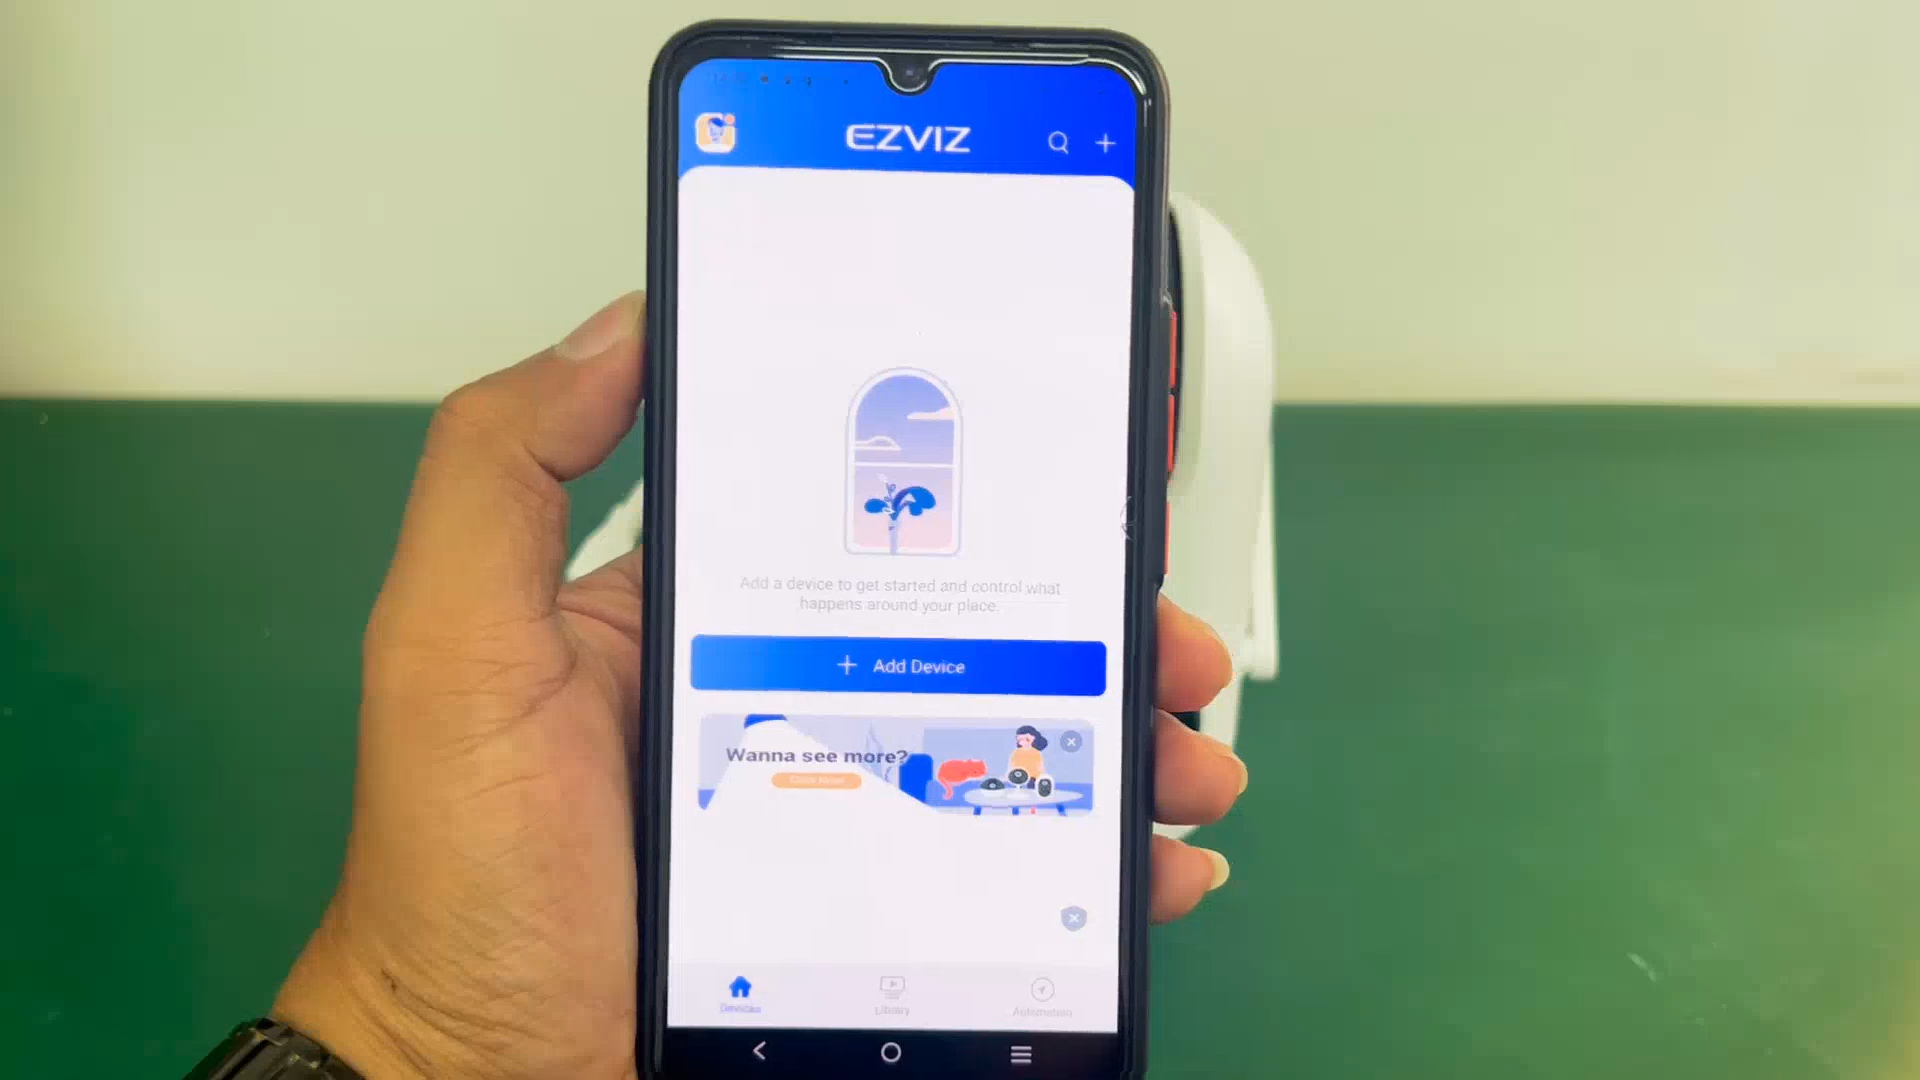 EZVIZ
Add a device to get started and control what
happens around your place.
Add Device
Wanna see more?
Devices
Library
Automation